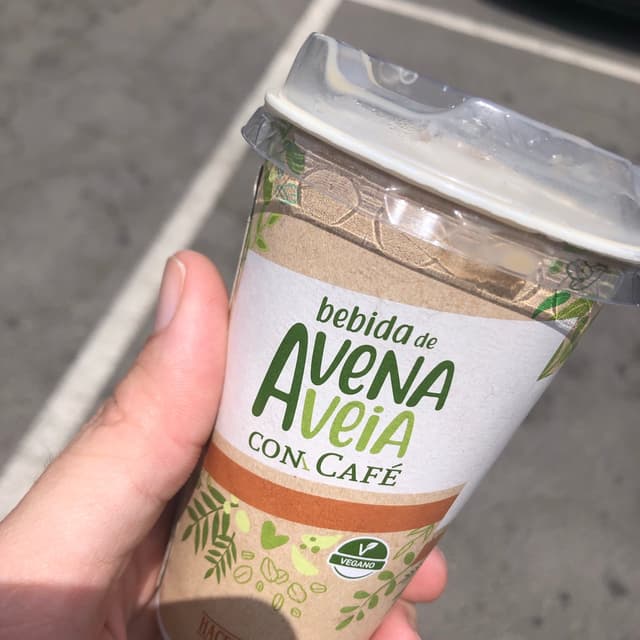 bebida de
AVENA
AVEIA
CON CAFÉ
V
VEGANO